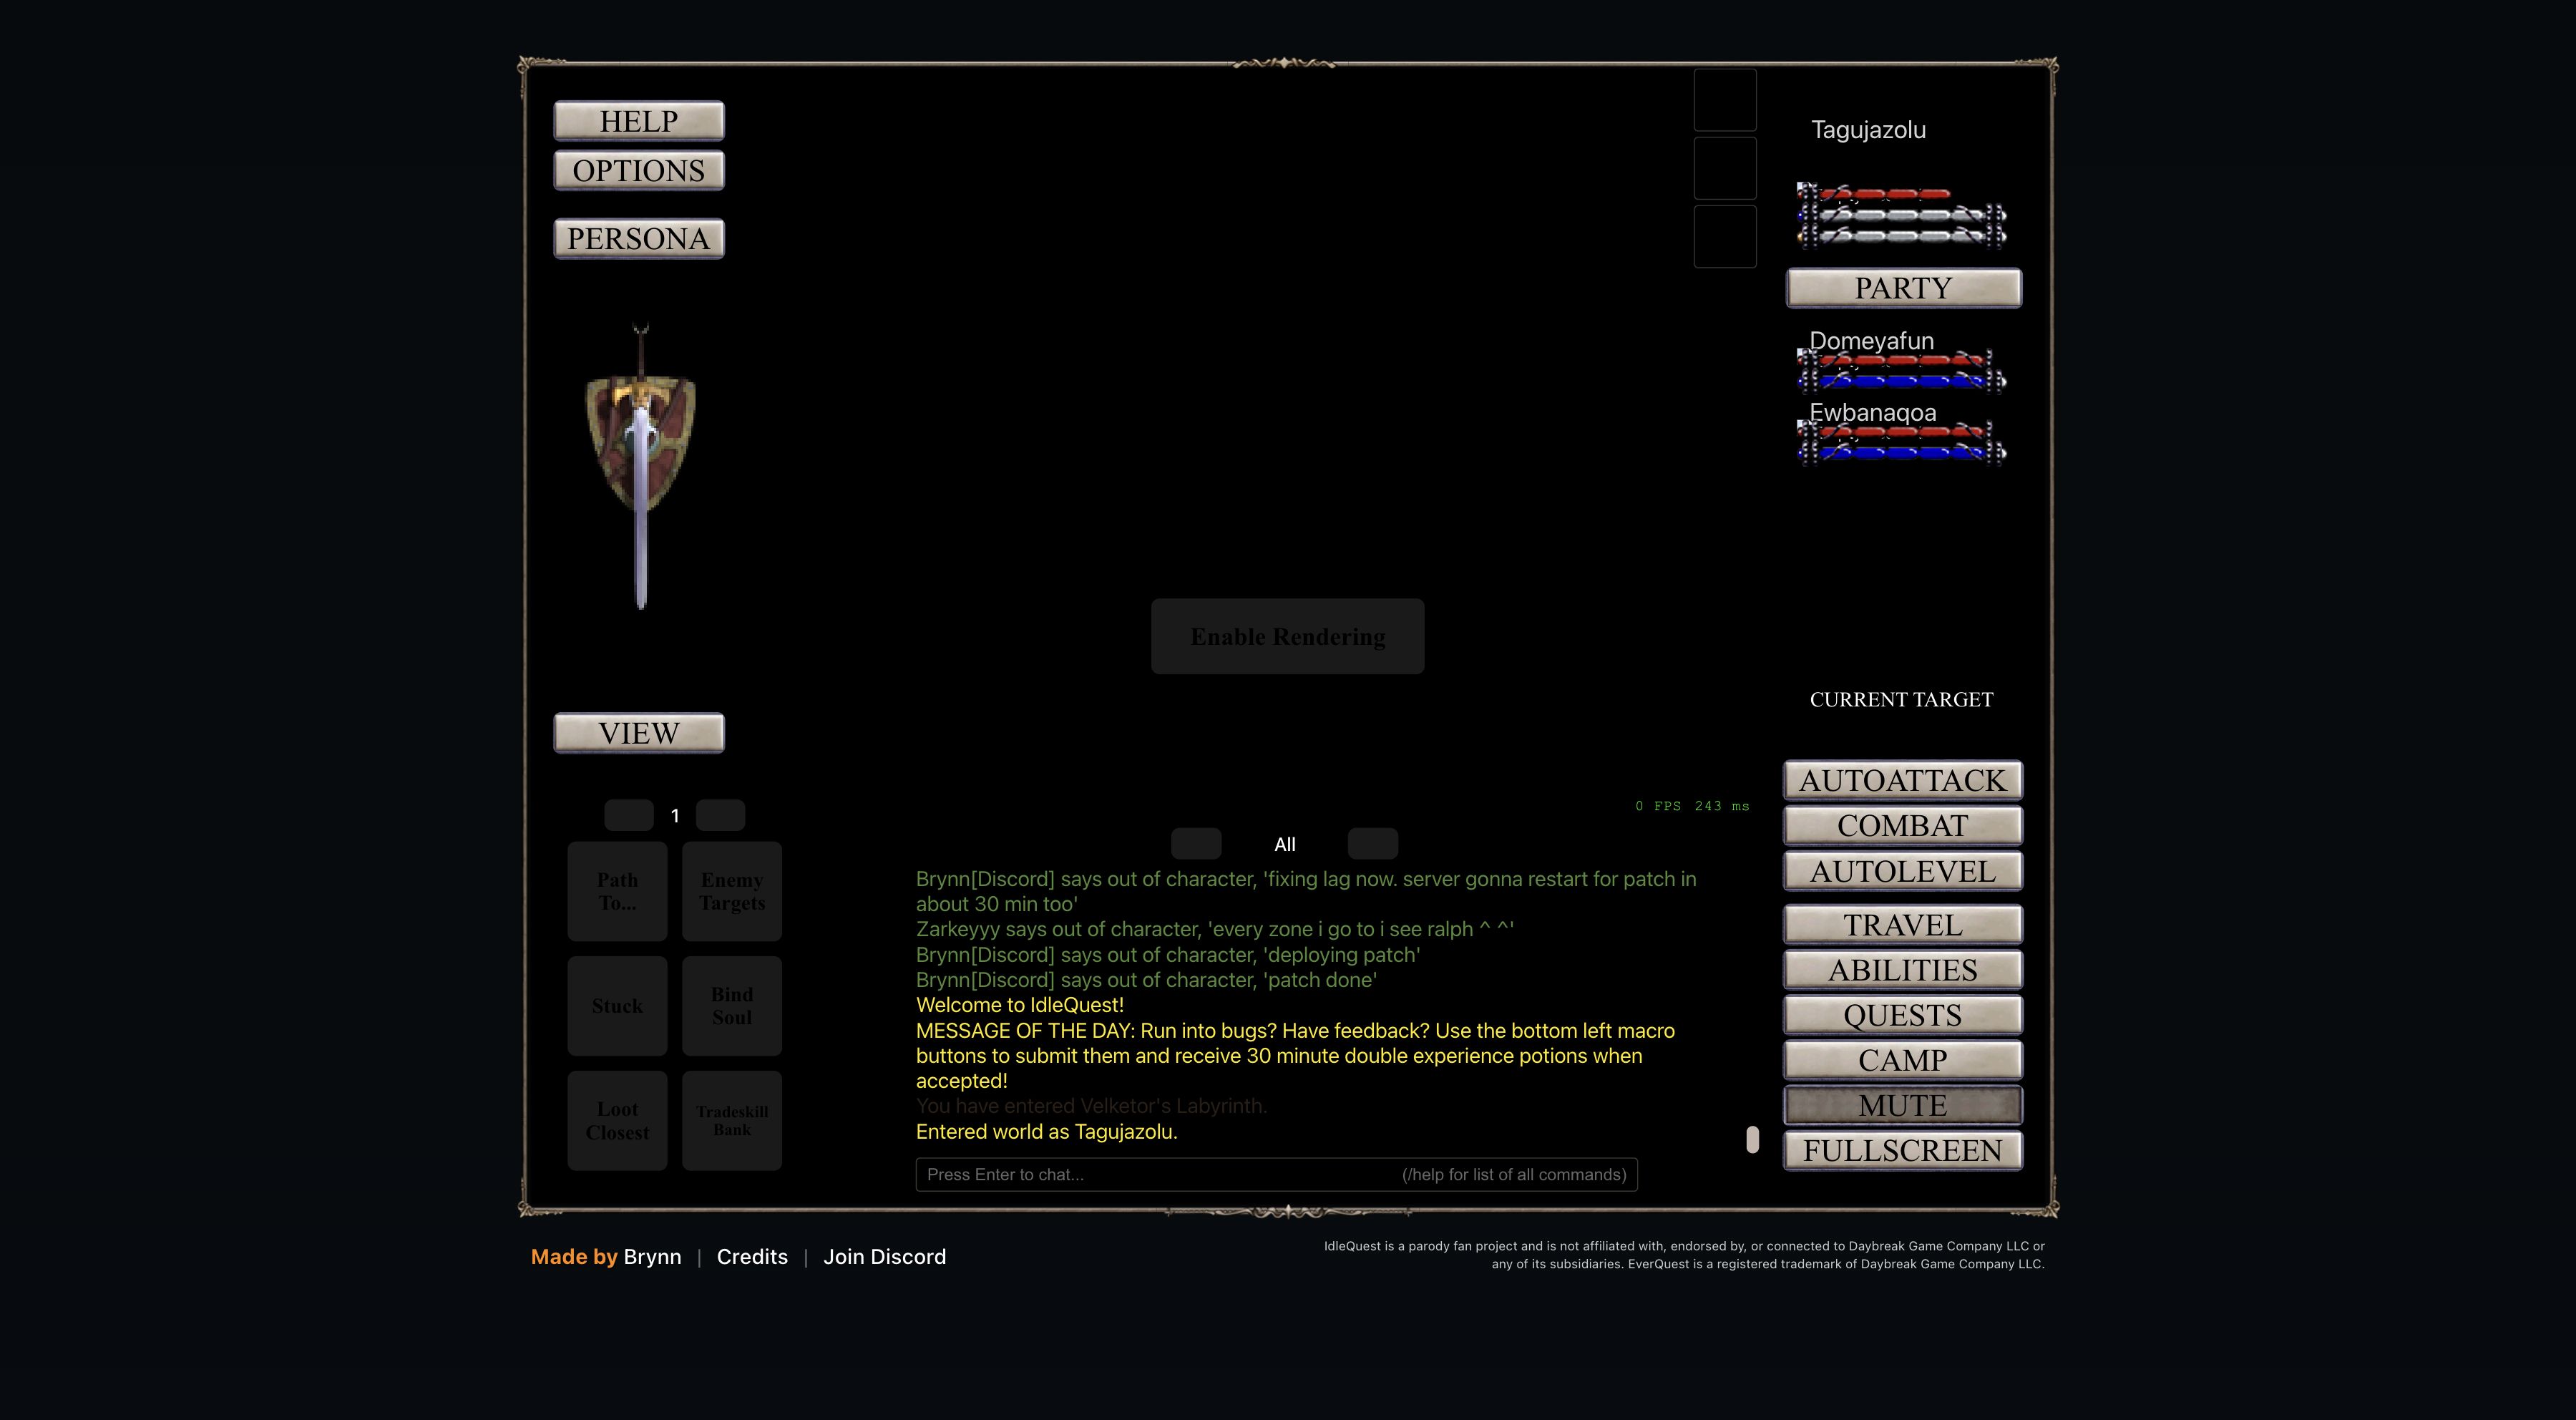 HELP
OPTIONS
PERSONA
VIEW
1
Path
To...
Enemy
Targets
Stuck
Bind
Soul
Loot
Closest
Tradeskill
Bank
Enable Rendering
0 FPS 243 ms
All
Brynn[Discord] says out of character, 'fixing lag now. server gonna restart for patch in
about 30 min too'
Zarkeyyy says out of character, 'every zone i go to i see ralph ^ ^'
Brynn[Discord] says out of character, 'deploying patch'
Brynn[Discord] says out of character, 'patch done'
Welcome to IdleQuest!
MESSAGE OF THE DAY: Run into bugs? Have feedback? Use the bottom left macro
buttons to submit them and receive 30 minute double experience potions when
accepted!
You have entered Velketor's Labyrinth.
Entered world as Tagujazolu.
Press Enter to chat... (/help for list of all commands)
Tagujazolu
PARTY
Domeyafun
Ewbanaqoa
CURRENT TARGET
AUTOATTACK
COMBAT
AUTOLEVEL
TRAVEL
ABILITIES
QUESTS
CAMP
MUTE
FULLSCREEN
Made by Brynn | Credits | Join Discord
IdleQuest is a parody fan project and is not affiliated with, endorsed by, or connected to Daybreak Game Company LLC or
any of its subsidiaries. EverQuest is a registered trademark of Daybreak Game Company LLC.